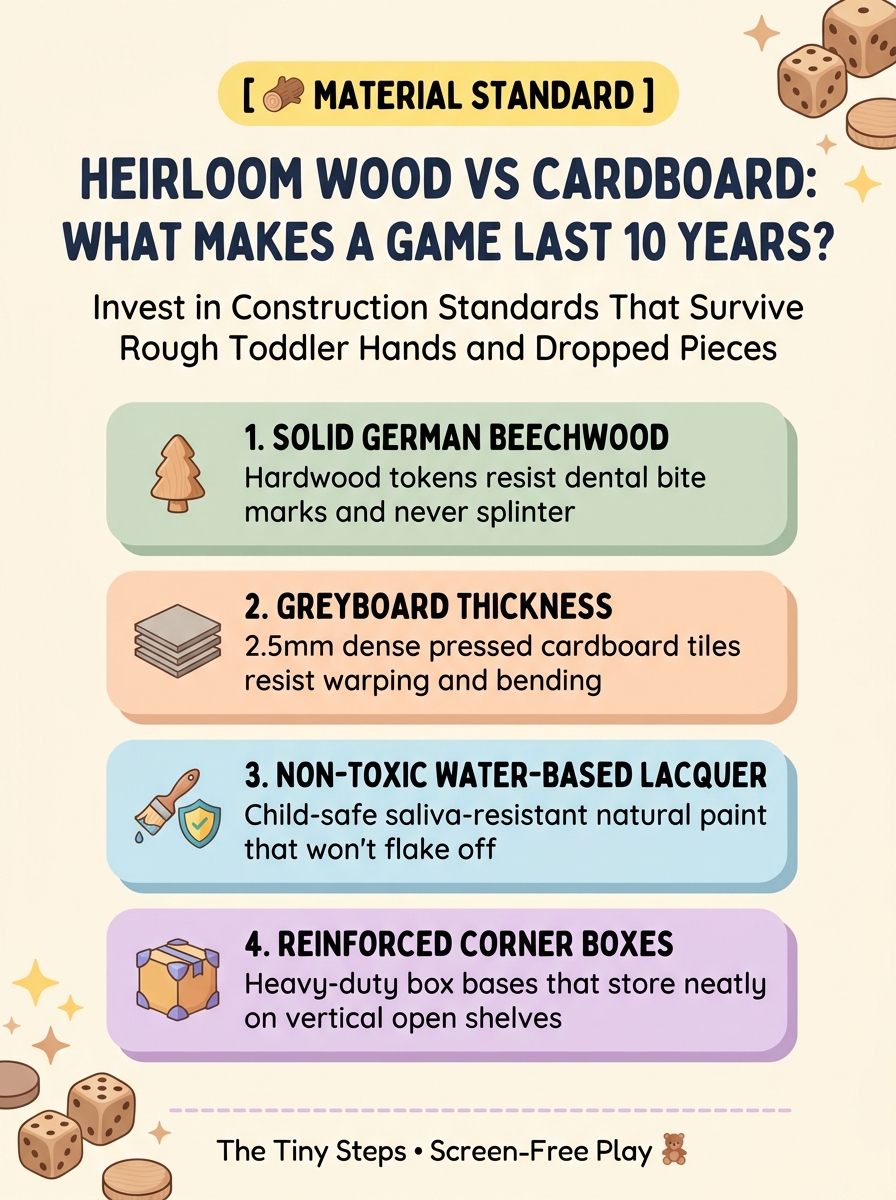 [ MATERIAL STANDARD ]
HEIRLOOM WOOD VS CARDBOARD:
WHAT MAKES A GAME LAST 10 YEARS?
Invest in Construction Standards That Survive
Rough Toddler Hands and Dropped Pieces
1. SOLID GERMAN BEECHWOOD
Hardwood tokens resist dental bite
marks and never splinter
2. GREYBOARD THICKNESS
2.5mm dense pressed cardboard tiles
resist warping and bending
3. NON-TOXIC WATER-BASED LACQUER
Child-safe saliva-resistant natural paint
that won't flake off
4. REINFORCED CORNER BOXES
Heavy-duty box bases that store neatly
on vertical open shelves
The Tiny Steps • Screen-Free Play